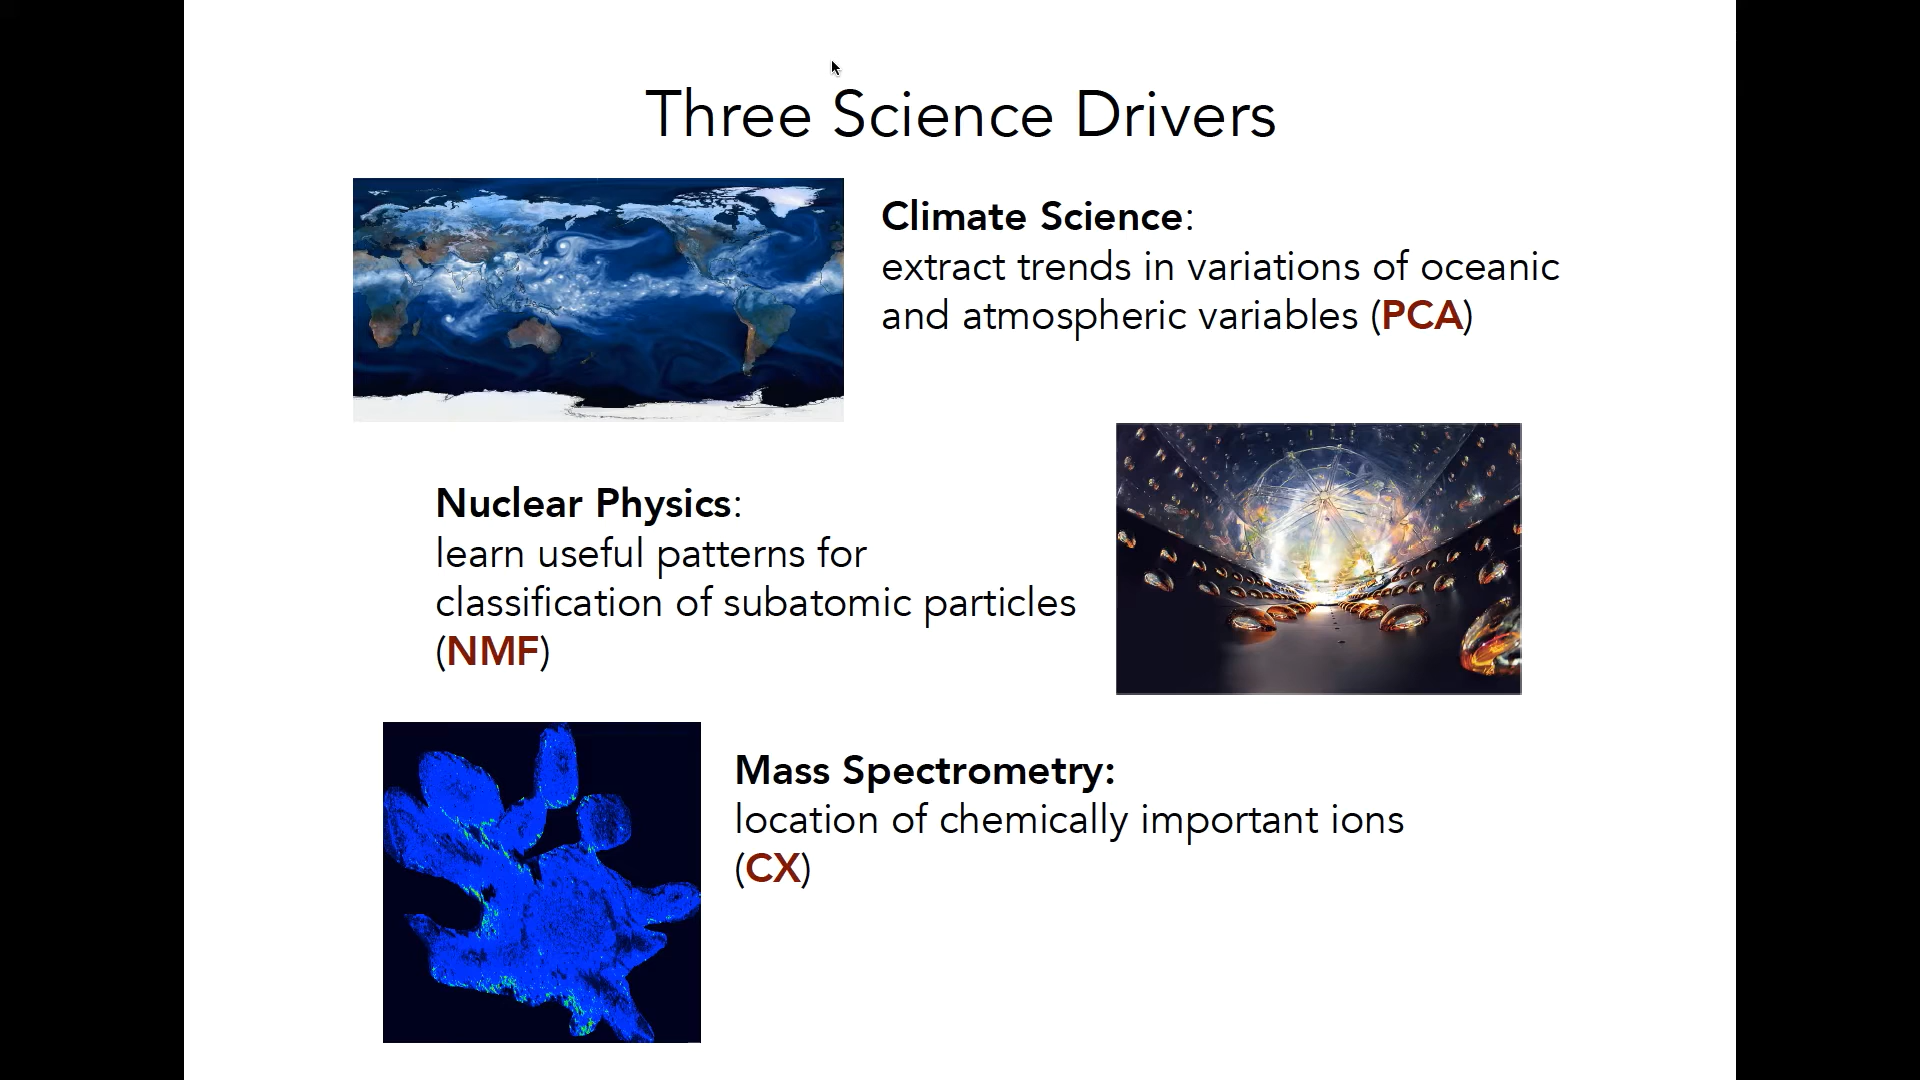 Three Science Drivers
Climate Science:
extract trends in variations of oceanic
and atmospheric variables (PCA)
Nuclear Physics:
learn useful patterns for
classification of subatomic particles
(NMF)
Mass Spectrometry:
location of chemically important ions
(CX)